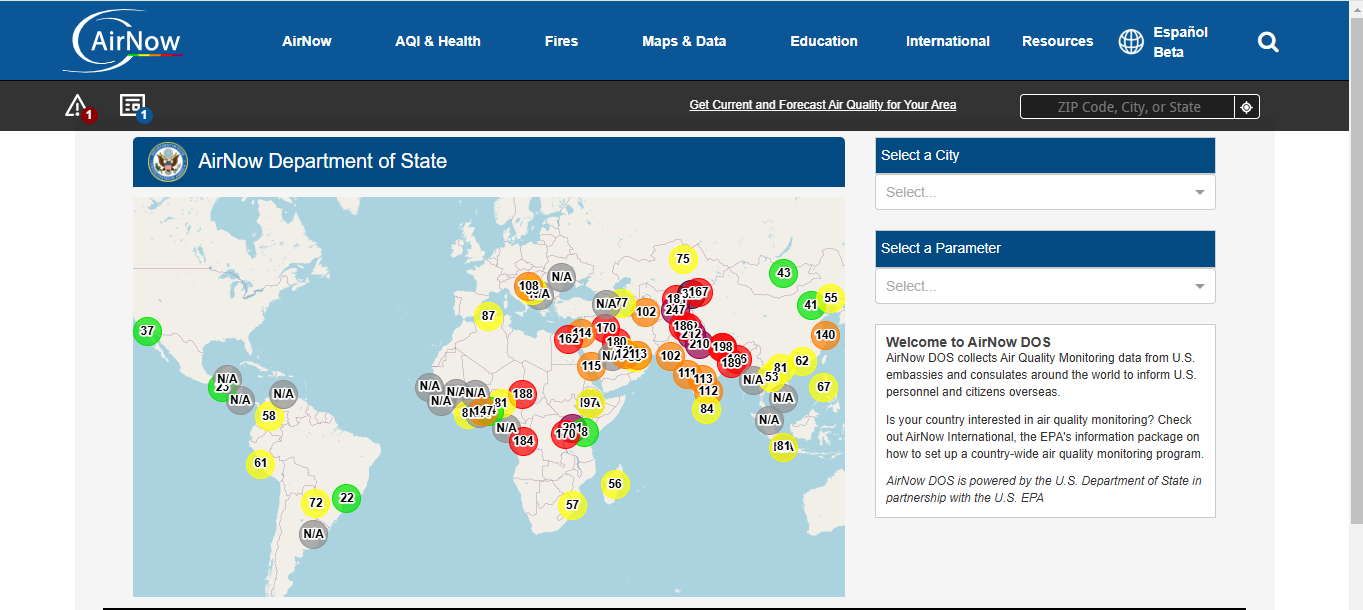 AirNow
AirNow
AQI & Health
Fires
Maps & Data
Education
International
Resources
Español
Beta
1
1
Get Current and Forecast Air Quality for Your Area
ZIP Code, City, or State
AirNow Department of State
Select a City
Select...
Select a Parameter
Select...
Welcome to AirNow DOS
AirNow DOS collects Air Quality Monitoring data from U.S.
embassies and consulates around the world to inform U.S.
personnel and citizens overseas.
Is your country interested in air quality monitoring? Check
out AirNow International, the EPA's information package on
how to set up a country-wide air quality monitoring program.
AirNow DOS is powered by the U.S. Department of State in
partnership with the U.S. EPA
75
43
N/A
108
167
55
41
N/A
77
247
102
87
37
170
140
162
114
186
180
210
198
102
62
189
115
81
111
113
N/A
53
67
N/A
N/A
N/A
N/A
N/A
N/A
N/A
188
112
N/A
81
84
58
147
N/A
N/A
170
184
61
56
72
22
57
N/A